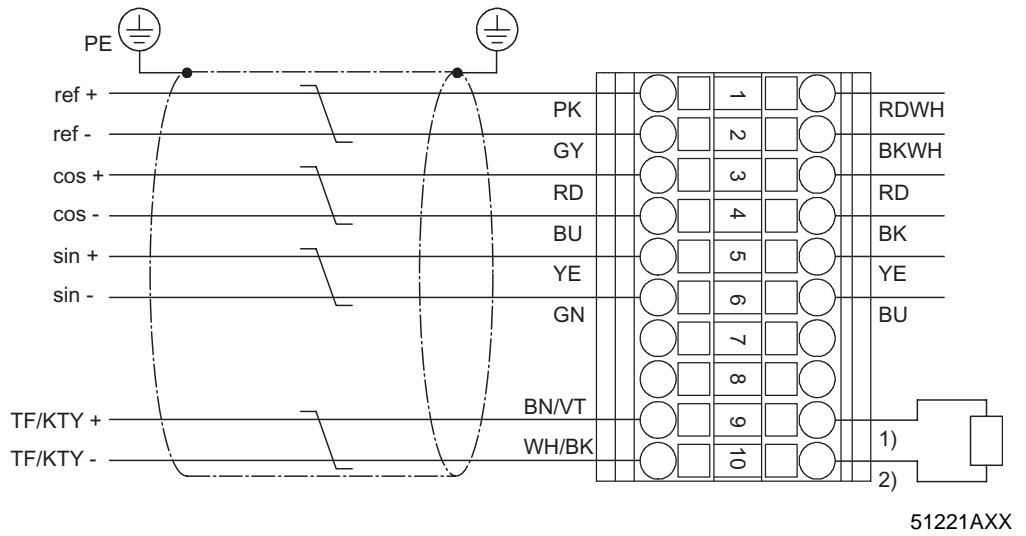 PE
ref + PK 1 RDWH
ref - GY 2 BKWH
cos + RD 3 RD
cos - BU 4 BK
sin + YE 5 YE
sin - GN 6 BU
7
8
TF/KTY + BN/VT 9 1)
TF/KTY - WH/BK 10 2)
51221AXX